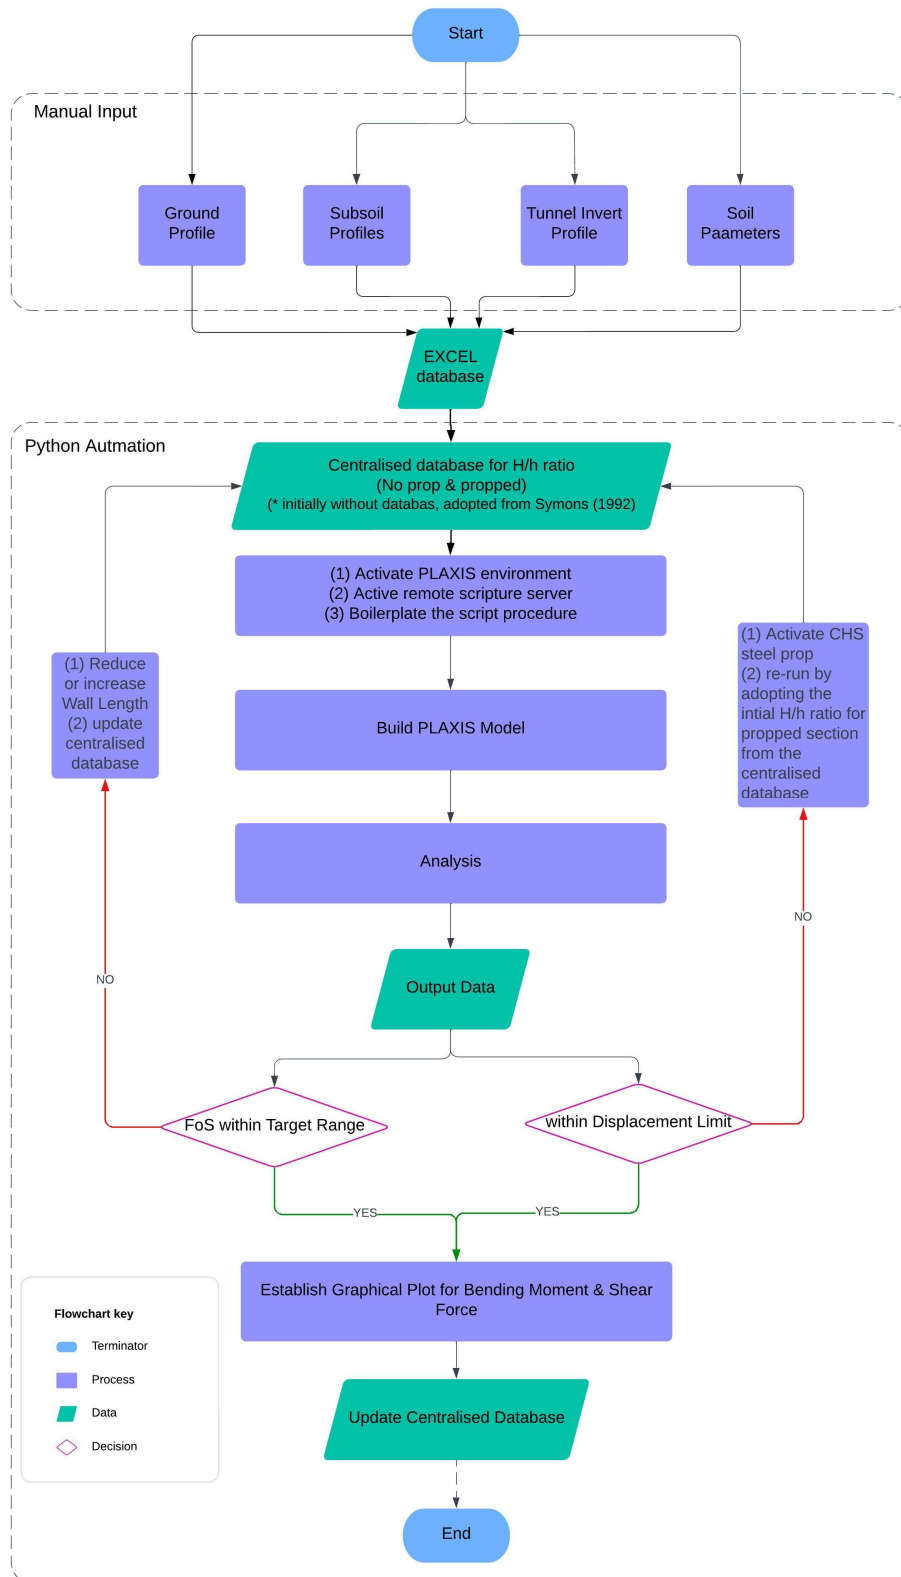 Start
Manual Input
Ground
Profile
Subsoil
Profiles
Tunnel Invert
Profile
Soil
Paameters
EXCEL
database
Python Autmation
Centralised database for H/h ratio
(No prop & propped)
(* initially without databas, adopted from Symons (1992)
(1) Activate PLAXIS environment
(2) Active remote scripture server
(3) Boilerplate the script procedure
(1) Reduce
or increase
Wall Length
(2) update
centralised
database
Build PLAXIS Model
(1) Activate CHS
steel prop
(2) re-run by
adopting the
intial H/h ratio for
propped section
from the
centralised
database
Analysis
NO
NO
Output Data
FoS within Target Range
within Displacement Limit
YES
YES
Establish Graphical Plot for Bending Moment & Shear
Force
Flowchart key
Terminator
Process
Data
Decision
Update Centralised Database
End